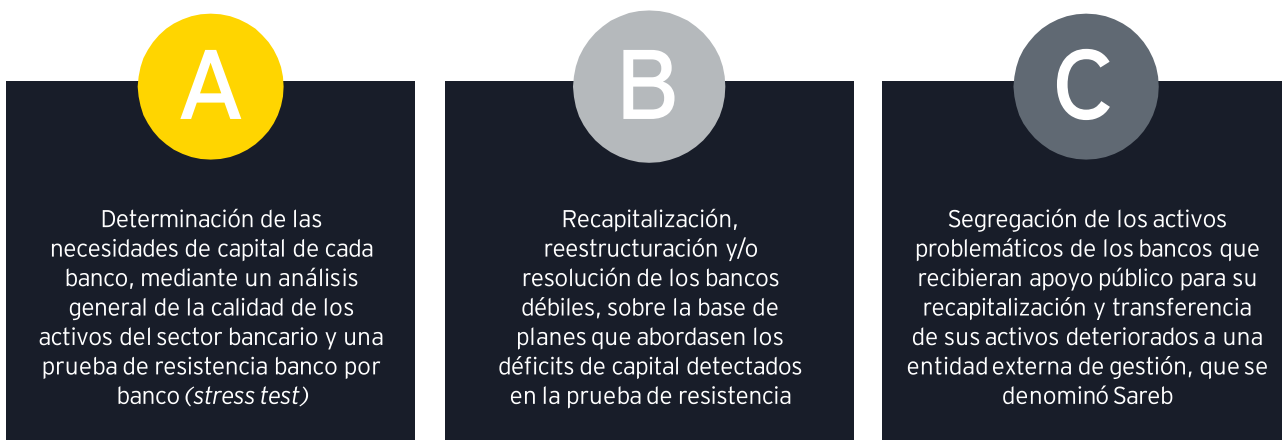 A
Determinación de las
necesidades de capital de cada
banco, mediante un análisis
general de la calidad de los
activos del sector bancario y una
prueba de resistencia banco por
banco (stress test)
B
Recapitalización,
reestructuración y/o
resolución de los bancos
débiles, sobre la base de
planes que abordasen los
déficits de capital detectados
en la prueba de resistencia
C
Segregación de los activos
problemáticos de los bancos que
recibieran apoyo público para su
recapitalización y transferencia
de sus activos deteriorados a una
entidad externa de gestión, que se
denominó Sareb